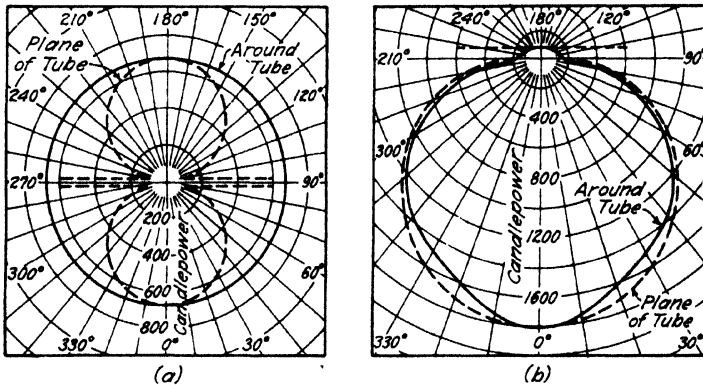 210° 180° 150°
Plane of Tube
Around Tube
240° 120°
270° 90°
200
400
600
800
Candlepower
300° 60°
330° 0° 30°
(a)
240° 180° 120°
210° 90°
400
800
1200
1600
Candlepower
300° 60°
Around Tube
Plane of Tube
330° 0° 30°
(b)